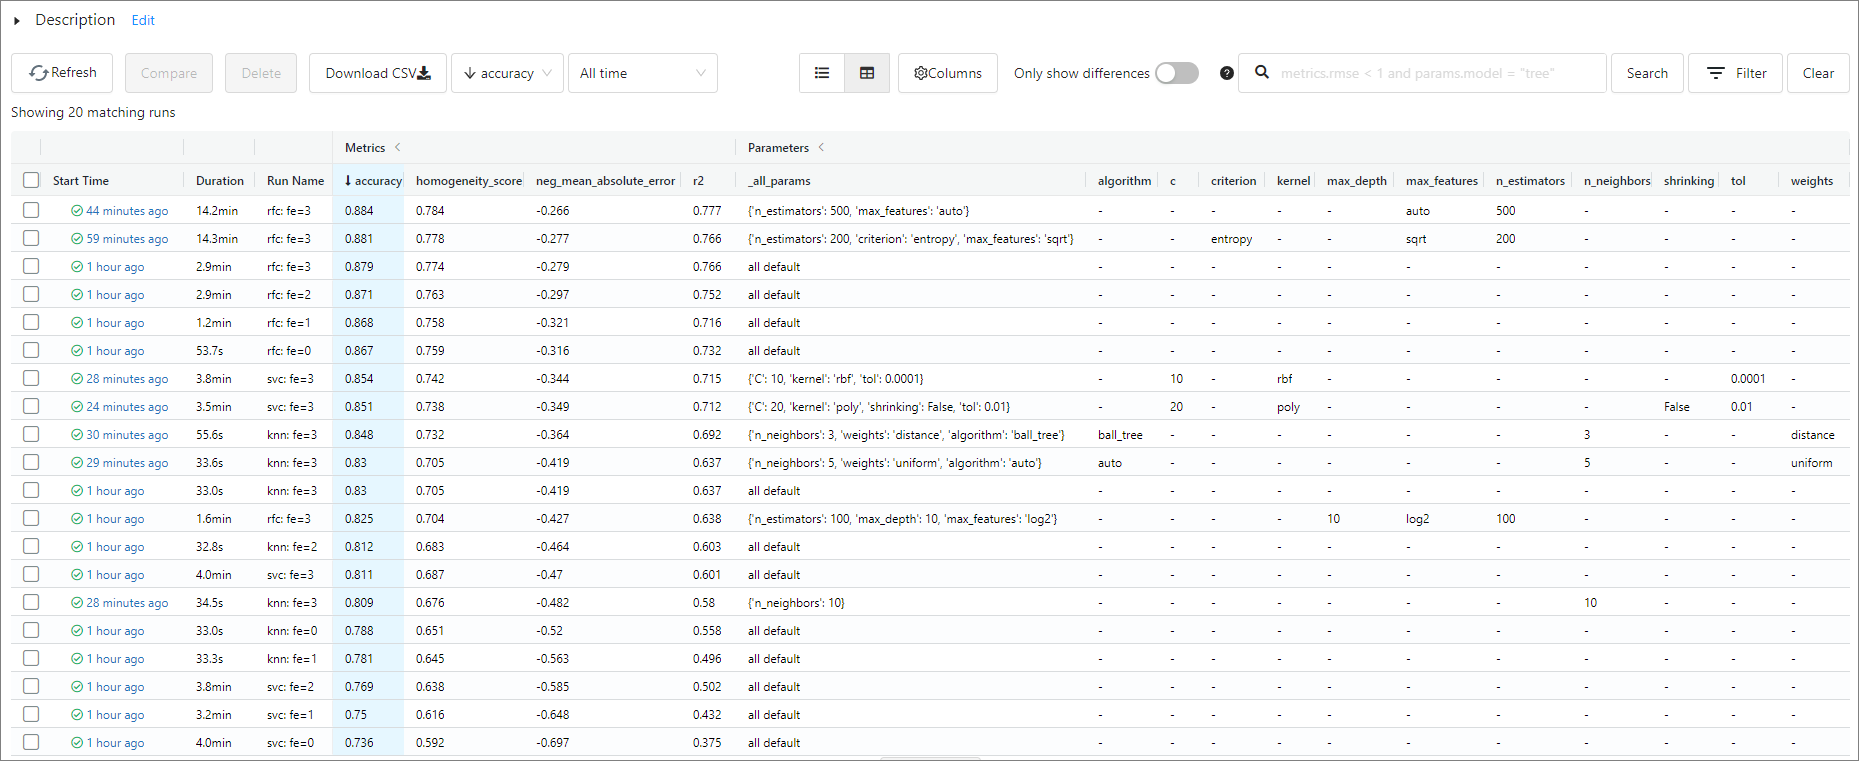 Description Edit
Refresh Compare Delete Download CSV accuracy All time Columns Only show differences metrics.rmse < 1 and params.model = "tree" Search Filter Clear
Showing 20 matching runs
Metrics Parameters
Start Time Duration Run Name accuracy homogeneity_score neg_mean_absolute_error r2 _all_params algorithm c criterion kernel max_depth max_features n_estimators n_neighbors shrinking tol weights
44 minutes ago 14.2min rfc: fe=3 0.884 0.784 -0.266 0.777 {'n_estimators': 500, 'max_features': 'auto'} - - - - - auto 500 - - - -
59 minutes ago 14.3min rfc: fe=3 0.881 0.778 -0.277 0.766 {'n_estimators': 200, 'criterion': 'entropy', 'max_features': 'sqrt'} - - entropy - - sqrt 200 - - - -
1 hour ago 2.9min rfc: fe=3 0.879 0.774 -0.279 0.766 all default - - - - - - - - - - -
1 hour ago 2.9min rfc: fe=2 0.871 0.763 -0.297 0.752 all default - - - - - - - - - - -
1 hour ago 1.2min rfc: fe=1 0.868 0.758 -0.321 0.716 all default - - - - - - - - - - -
1 hour ago 53.7s rfc: fe=0 0.867 0.759 -0.316 0.732 all default - - - - - - - - - - -
28 minutes ago 3.8min svc: fe=3 0.854 0.742 -0.344 0.715 {'C': 10, 'kernel': 'rbf', 'tol': 0.0001} - 10 - rbf - - - - - 0.0001 -
24 minutes ago 3.5min svc: fe=3 0.851 0.738 -0.349 0.712 {'C': 20, 'kernel': 'poly', 'shrinking': False, 'tol': 0.01} - 20 - poly - - - - False 0.01 -
30 minutes ago 55.6s knn: fe=3 0.848 0.732 -0.364 0.692 {'n_neighbors': 3, 'weights': 'distance', 'algorithm': 'ball_tree'} ball_tree - - - - - - 3 - - distance
29 minutes ago 33.6s knn: fe=3 0.83 0.705 -0.419 0.637 {'n_neighbors': 5, 'weights': 'uniform', 'algorithm': 'auto'} auto - - - - - - 5 - - uniform
1 hour ago 33.0s knn: fe=3 0.83 0.705 -0.419 0.637 all default - - - - - - - - - - -
1 hour ago 1.6min rfc: fe=3 0.825 0.704 -0.427 0.638 {'n_estimators': 100, 'max_depth': 10, 'max_features': 'log2'} - - - - 10 log2 100 - - - -
1 hour ago 32.8s knn: fe=2 0.812 0.683 -0.464 0.603 all default - - - - - - - - - - -
1 hour ago 4.0min svc: fe=3 0.811 0.687 -0.47 0.601 all default - - - - - - - - - - -
28 minutes ago 34.5s knn: fe=3 0.809 0.676 -0.482 0.58 {'n_neighbors': 10} - - - - - - - 10 - - -
1 hour ago 33.0s knn: fe=0 0.788 0.651 -0.52 0.558 all default - - - - - - - - - - -
1 hour ago 33.3s knn: fe=1 0.781 0.645 -0.563 0.496 all default - - - - - - - - - - -
1 hour ago 3.8min svc: fe=2 0.769 0.638 -0.585 0.502 all default - - - - - - - - - - -
1 hour ago 3.2min svc: fe=1 0.75 0.616 -0.648 0.432 all default - - - - - - - - - - -
1 hour ago 4.0min svc: fe=0 0.736 0.592 -0.697 0.375 all default - - - - - - - - - - -